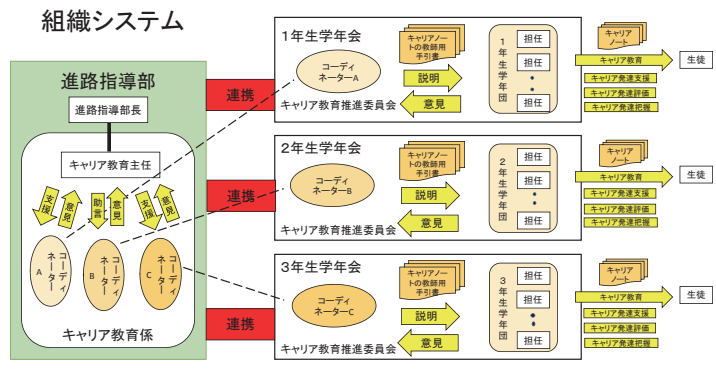 組織システム
進路指導部
進路指導部長
キャリア教育主任
支援
意見
助言
意見
支援
意見
コーディ
ネーター
A
コーディ
ネーター
B
コーディ
ネーター
C
キャリア教育係
連携
連携
連携
1年生学年会
コーディ
ネーターA
キャリア教育推進委員会
キャリアノー
トの教師用
手引書
説明
意見
1年生学年団
担任
担任
担任
キャリア
ノート
キャリア教育
キャリア発達支援
キャリア発達評価
キャリア発達把握
生徒
2年生学年会
コーディ
ネーターB
キャリア教育推進委員会
キャリアノー
トの教師用
手引書
説明
意見
2年生学年団
担任
担任
担任
キャリア
ノート
キャリア教育
キャリア発達支援
キャリア発達評価
キャリア発達把握
生徒
3年生学年会
コーディ
ネーターC
キャリア教育推進委員会
キャリアノー
トの教師用
手引書
説明
意見
3年生学年団
担任
担任
担任
キャリア
ノート
キャリア教育
キャリア発達支援
キャリア発達評価
キャリア発達把握
生徒